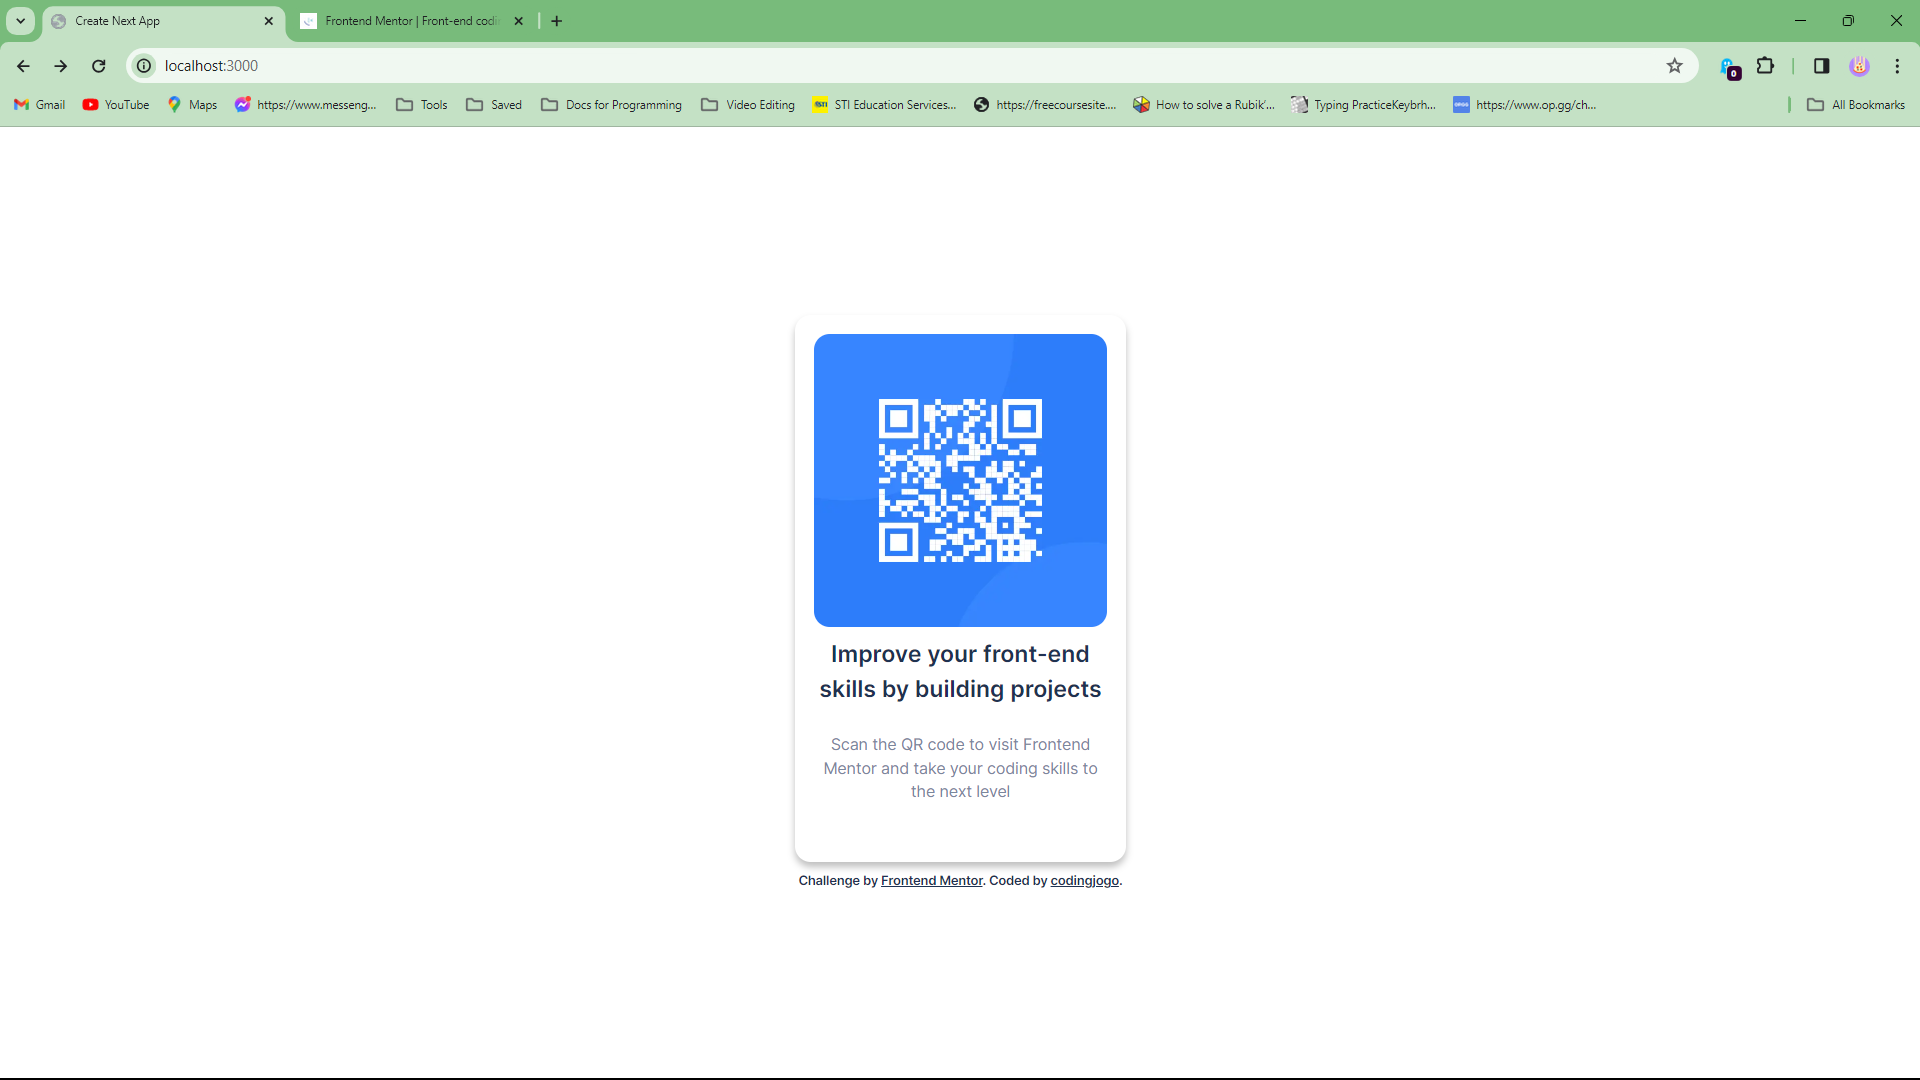 Create Next App
Frontend Mentor | Front-end codi
localhost:3000
0
Gmail
YouTube
Maps
https://www.messeng...
Tools
Saved
Docs for Programming
Video Editing
STI
STI Education Services...
https://freecoursesite....
How to solve a Rubik'...
Typing PracticeKeybrh...
OPGG
https://www.op.gg/ch...
All Bookmarks
Improve your front-end
skills by building projects
Scan the QR code to visit Frontend
Mentor and take your coding skills to
the next level
Challenge by Frontend Mentor. Coded by codingjogo.